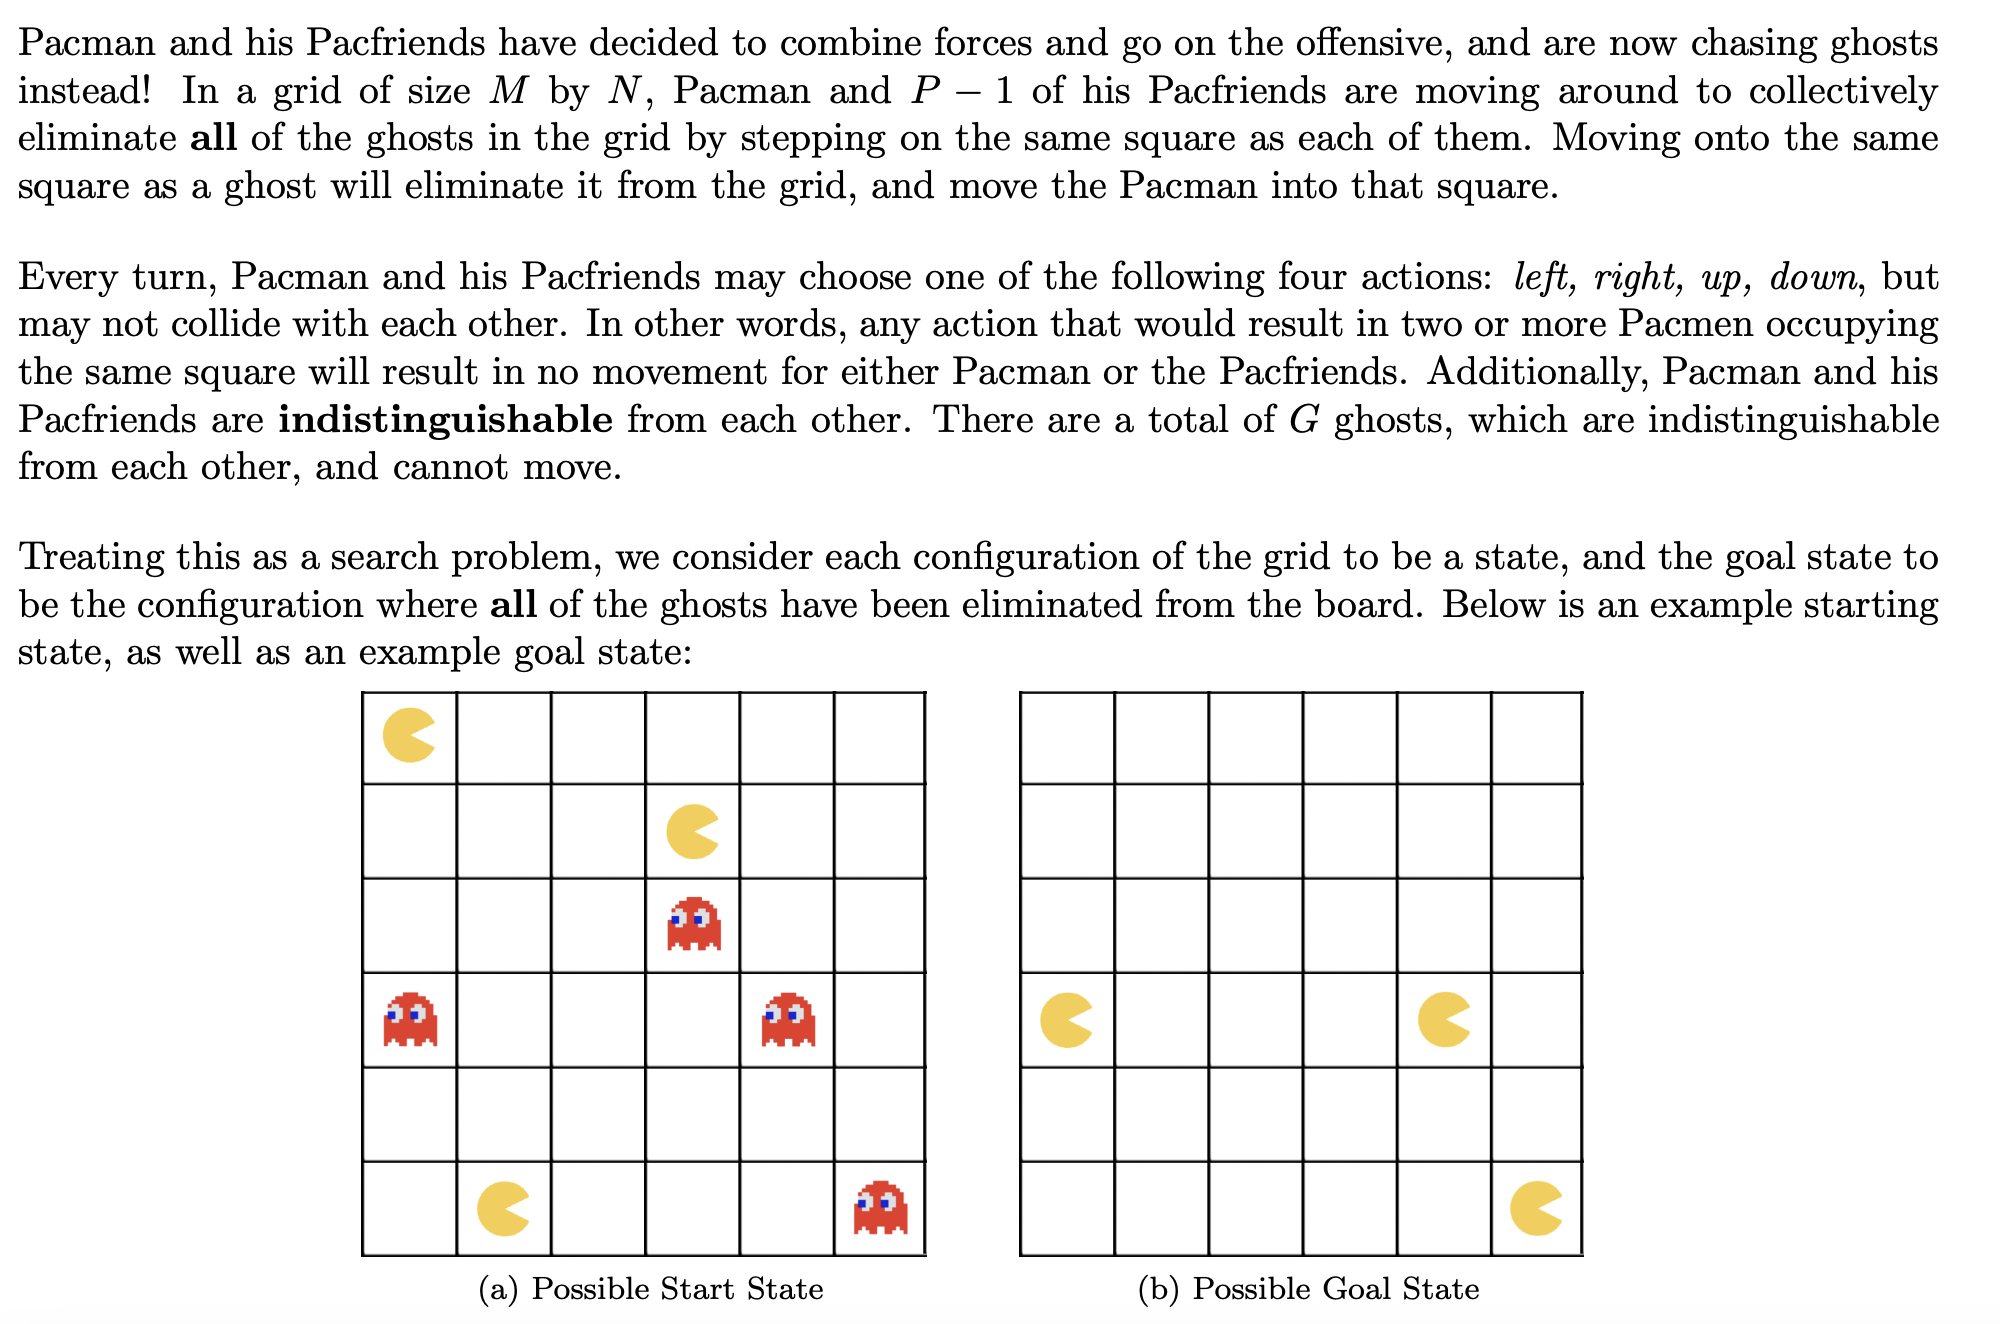 Pacman and his Pacfriends have decided to combine forces and go on the offensive, and are now chasing ghosts
instead! In a grid of size M by N, Pacman and P − 1 of his Pacfriends are moving around to collectively
eliminate all of the ghosts in the grid by stepping on the same square as each of them. Moving onto the same
square as a ghost will eliminate it from the grid, and move the Pacman into that square.
Every turn, Pacman and his Pacfriends may choose one of the following four actions: left, right, up, down, but
may not collide with each other. In other words, any action that would result in two or more Pacmen occupying
the same square will result in no movement for either Pacman or the Pacfriends. Additionally, Pacman and his
Pacfriends are indistinguishable from each other. There are a total of G ghosts, which are indistinguishable
from each other, and cannot move.
Treating this as a search problem, we consider each configuration of the grid to be a state, and the goal state to
be the configuration where all of the ghosts have been eliminated from the board. Below is an example starting
state, as well as an example goal state:
(a) Possible Start State
(b) Possible Goal State